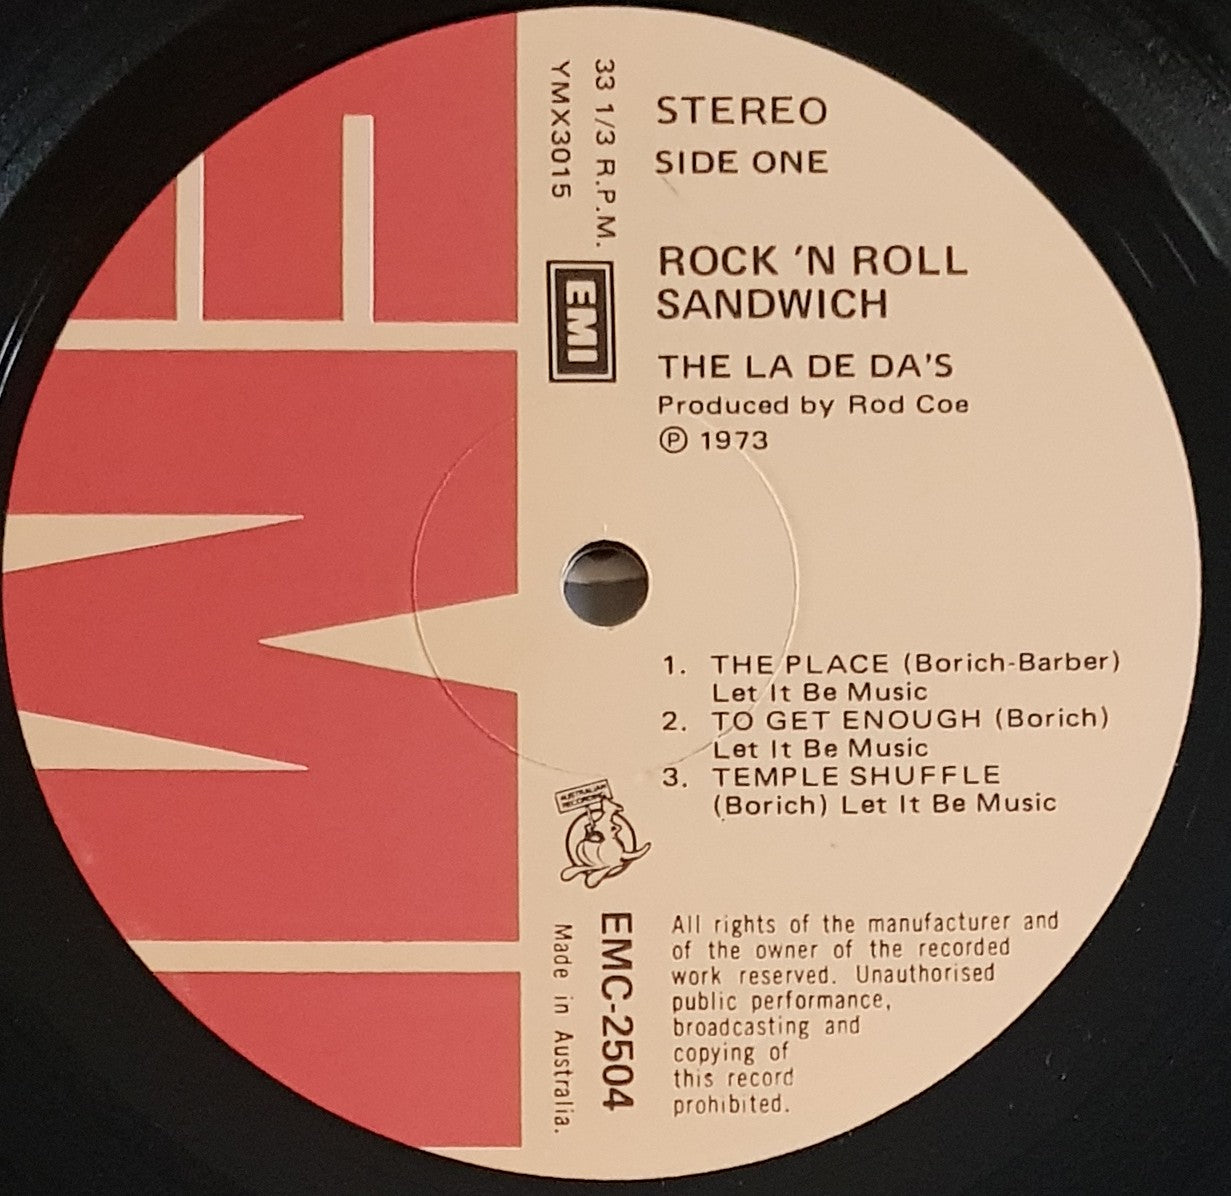 STEREO
SIDE ONE
33 1/3 R.P.M.
YMX3015
EMI
ROCK 'N ROLL
SANDWICH
THE LA DE DA'S
Produced by Rod Coe
℗ 1973
1. THE PLACE (Borich-Barber)
Let It Be Music
2. TO GET ENOUGH (Borich)
Let It Be Music
3. TEMPLE SHUFFLE
(Borich) Let It Be Music
AUSTRALIAN
RECORDING
EMC-2504
Made in Australia.
All rights of the manufacturer and
of the owner of the recorded
work reserved. Unauthorised
public performance,
broadcasting and
copying of
this record
prohibited.
EMI